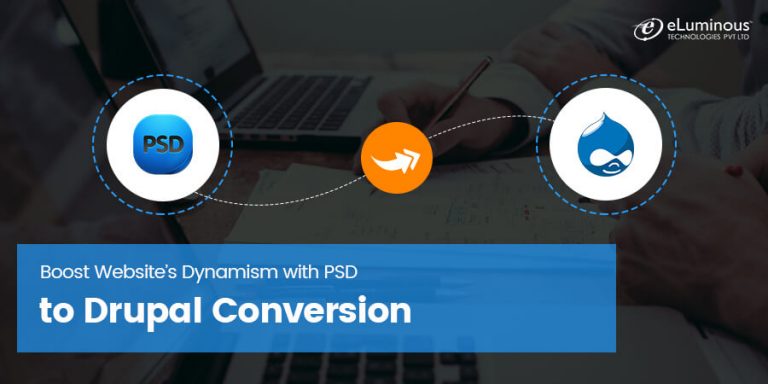 eLuminous
TECHNOLOGIES PVT LTD
PSD
Boost Website's Dynamism with PSD
to Drupal Conversion